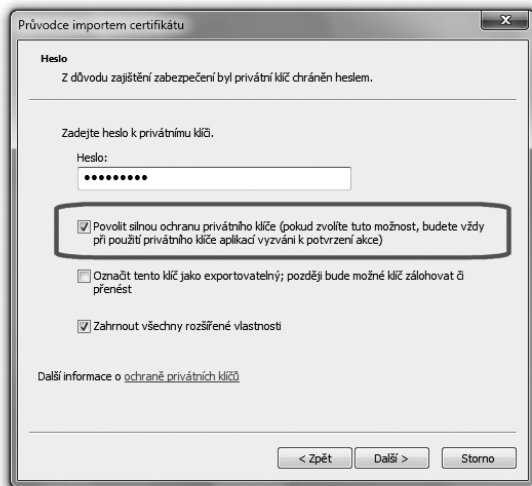 Průvodce importem certifikátu
Heslo
Z důvodu zajištění zabezpečení byl privátní klíč chráněn heslem.
Zadejte heslo k privátnímu klíči.
Heslo:
●●●●●●●●●
Povolit silnou ochranu privátního klíče (pokud zvolíte tuto možnost, budete vždy
při použití privátního klíče aplikací vyzváni k potvrzení akce)
Označit tento klíč jako exportovatelný; později bude možné klíč zálohovat či
přenést
Zahrnout všechny rozšířené vlastnosti
Další informace o ochraně privátních klíčů
< Zpět Další > Storno